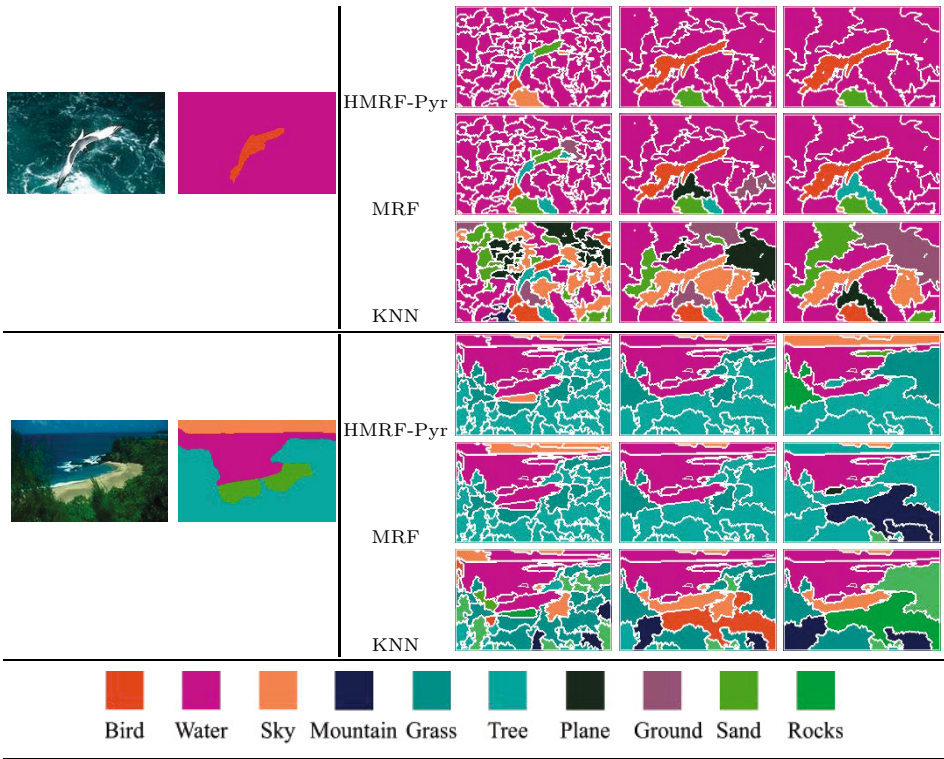 HMRF-Pyr
MRF
KNN
HMRF-Pyr
MRF
KNN
Bird Water Sky Mountain Grass Tree Plane Ground Sand Rocks